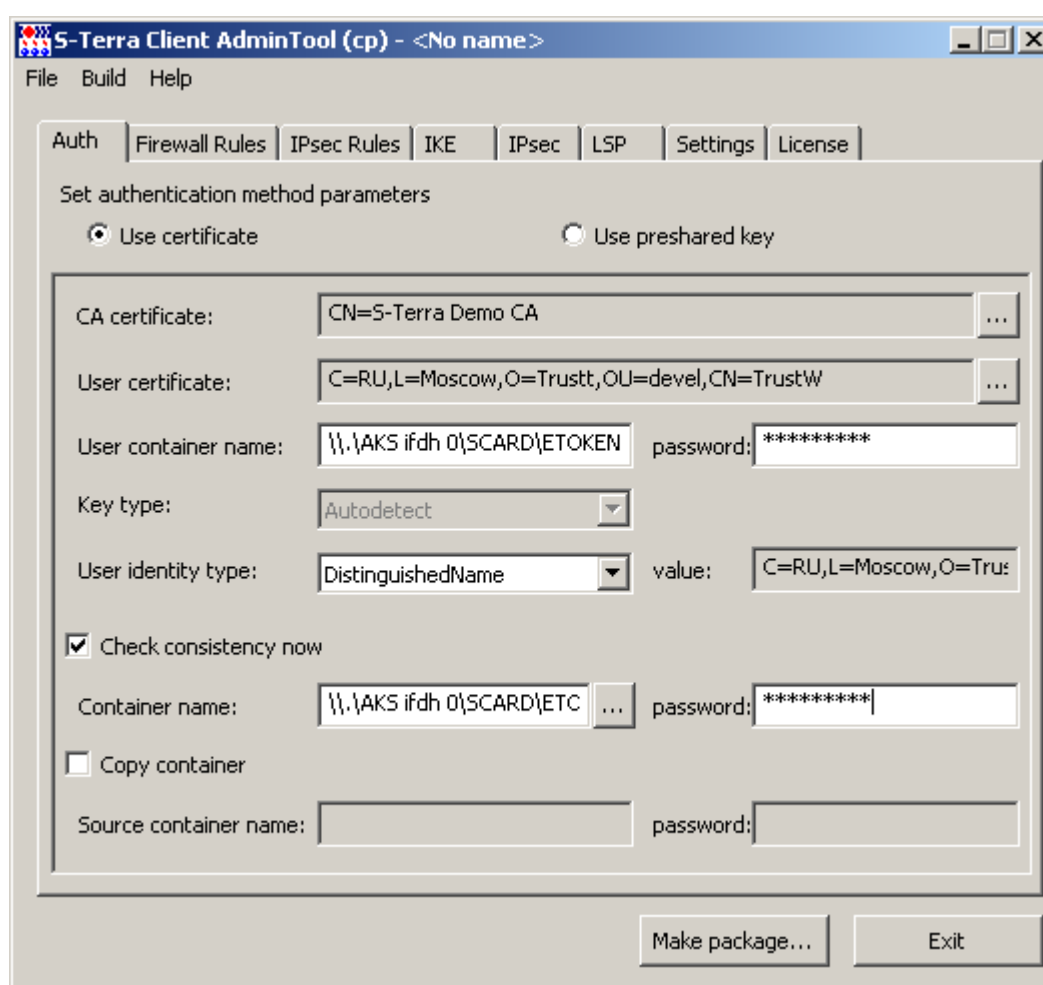 S-Terra Client AdminTool (cp) - <No name>
File Build Help
Auth Firewall Rules IPsec Rules IKE IPsec LSP Settings License
Set authentication method parameters
Use certificate Use preshared key
CA certificate: CN=S-Terra Demo CA ...
User certificate: C=RU,L=Moscow,O=Trustt,OU=devel,CN=TrustW ...
User container name: \\.\AKS ifdh 0\SCARD\ETOKEN password: *********
Key type: Autodetect
User identity type: DistinguishedName value: C=RU,L=Moscow,O=Trus
Check consistency now
Container name: \\.\AKS ifdh 0\SCARD\ETC ... password: *********
Copy container
Source container name: password:
Make package... Exit